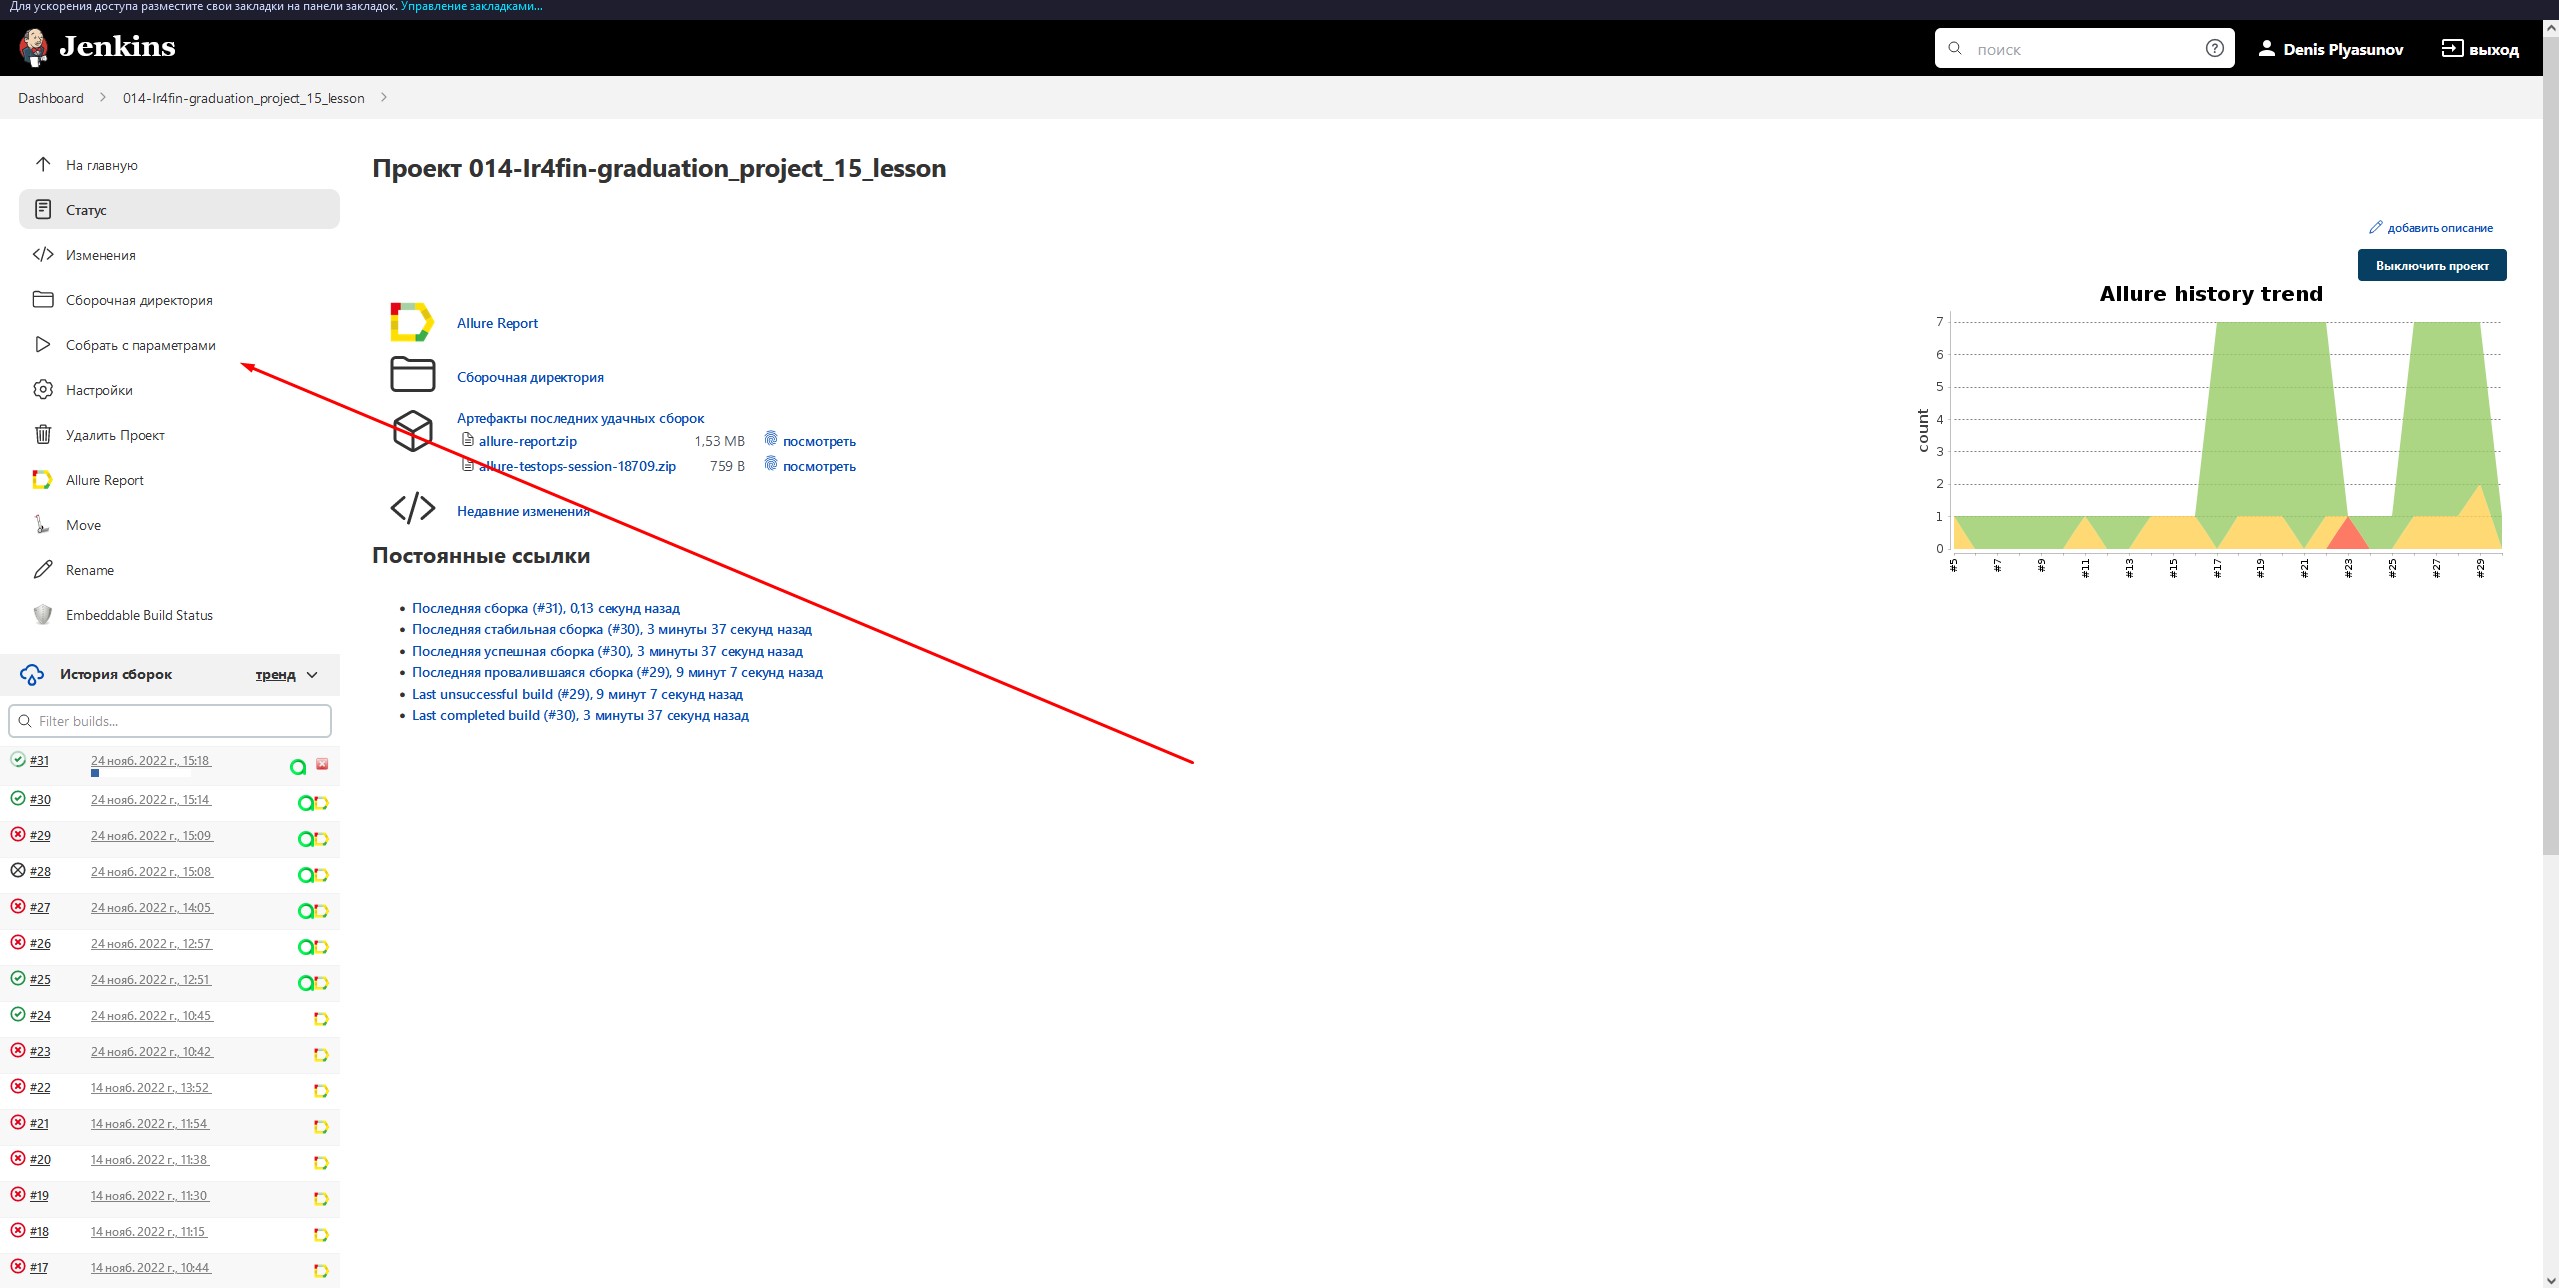 Для ускорения доступа разместите свои закладки на панели закладок. Управление закладками...
Jenkins
поиск
Denis Plyasunov
выход
Dashboard
014-Ir4fin-graduation_project_15_lesson
На главную
Статус
Изменения
Сборочная директория
Собрать с параметрами
Настройки
Удалить Проект
Allure Report
Move
Rename
Embeddable Build Status
История сборок
тренд
Filter builds...
#31 24 нояб. 2022 г., 15:18
#30 24 нояб. 2022 г., 15:14
#29 24 нояб. 2022 г., 15:09
#28 24 нояб. 2022 г., 15:08
#27 24 нояб. 2022 г., 14:05
#26 24 нояб. 2022 г., 12:57
#25 24 нояб. 2022 г., 12:51
#24 24 нояб. 2022 г., 10:45
#23 24 нояб. 2022 г., 10:42
#22 14 нояб. 2022 г., 13:52
#21 14 нояб. 2022 г., 11:54
#20 14 нояб. 2022 г., 11:38
#19 14 нояб. 2022 г., 11:30
#18 14 нояб. 2022 г., 11:15
#17 14 нояб. 2022 г., 10:44
Проект 014-Ir4fin-graduation_project_15_lesson
добавить описание
Выключить проект
Allure Report
Сборочная директория
Артефакты последних удачных сборок
allure-report.zip 1,53 MB посмотреть
allure-testops-session-18709.zip 759 B посмотреть
Недавние изменения
Постоянные ссылки
Последняя сборка (#31), 0,13 секунд назад
Последняя стабильная сборка (#30), 3 минуты 37 секунд назад
Последняя успешная сборка (#30), 3 минуты 37 секунд назад
Последняя провалившаяся сборка (#29), 9 минут 7 секунд назад
Last unsuccessful build (#29), 9 минут 7 секунд назад
Last completed build (#30), 3 минуты 37 секунд назад
Allure history trend
count
7
6
5
4
3
2
1
0
#5 #7 #9 #11 #13 #15 #17 #19 #21 #23 #25 #27 #29